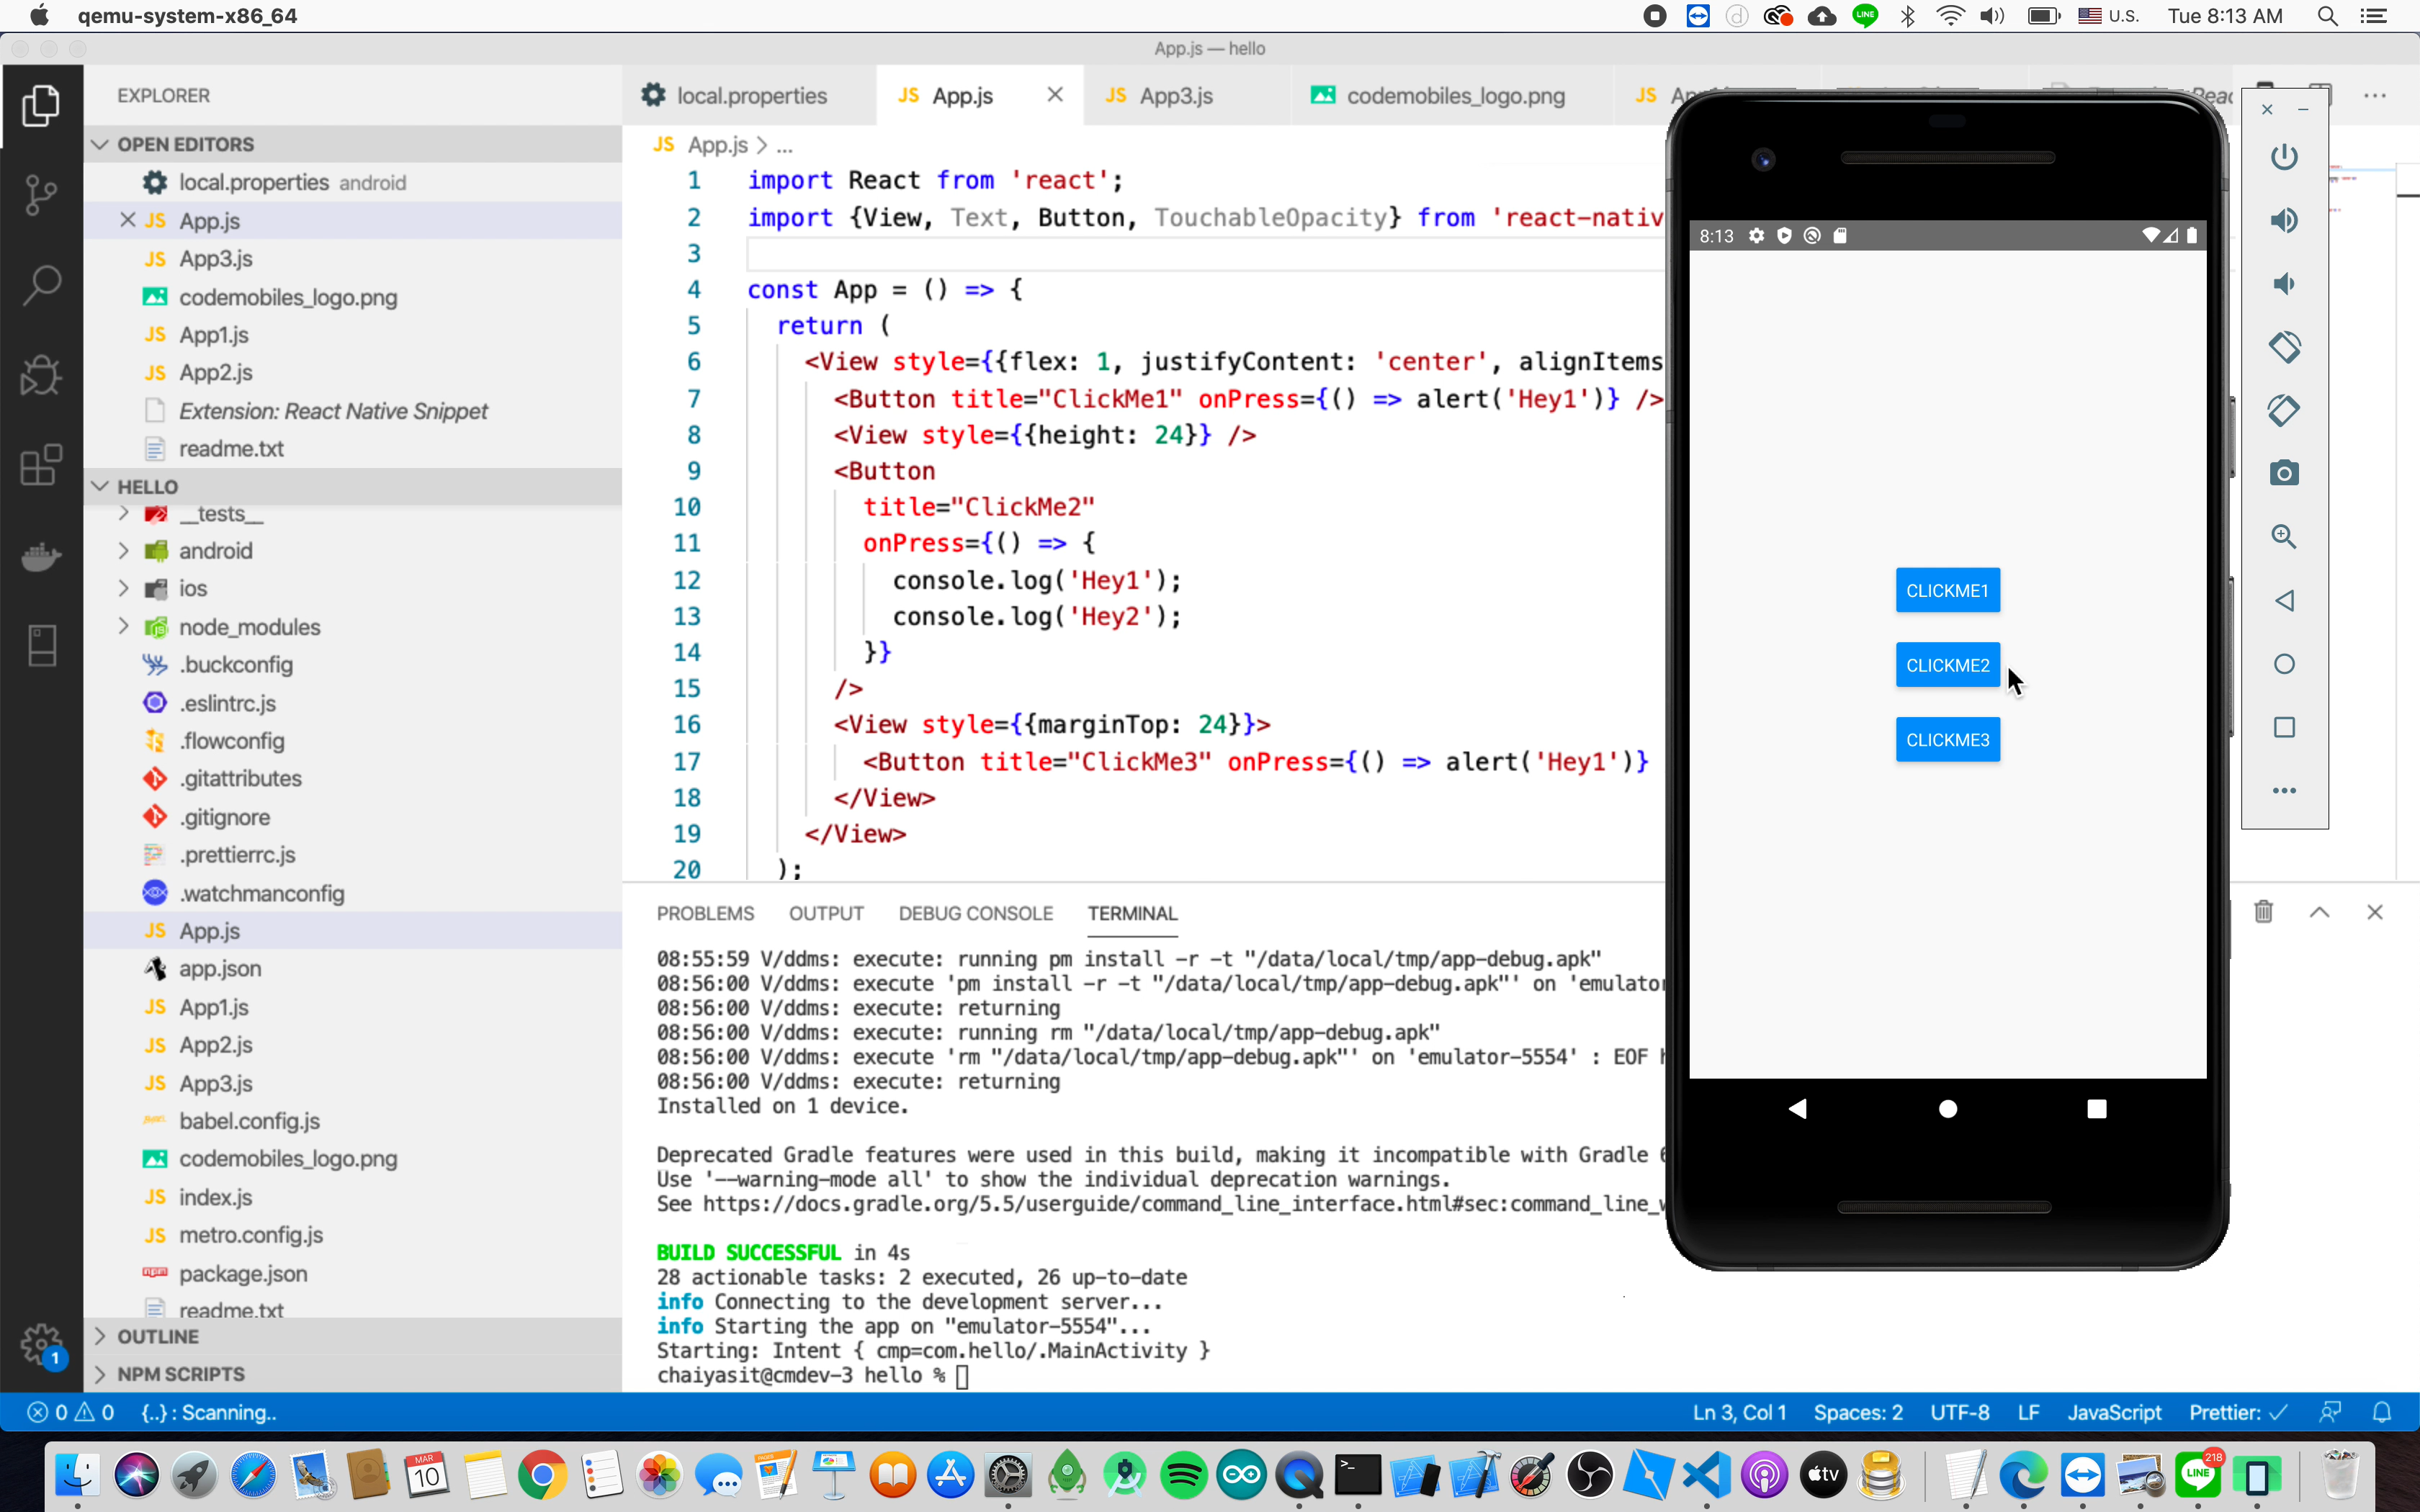 qemu-system-x86_64
LINE
U.S.
Tue 8:13 AM
App.js — hello
EXPLORER
OPEN EDITORS
local.properties android
App.js
App3.js
codemobiles_logo.png
App1.js
App2.js
Extension: React Native Snippet
readme.txt
HELLO
__tests__
android
ios
node_modules
.buckconfig
.eslintrc.js
.flowconfig
.gitattributes
.gitignore
.prettierrc.js
.watchmanconfig
App.js
app.json
App1.js
App2.js
App3.js
babel.config.js
codemobiles_logo.png
index.js
metro.config.js
package.json
readme.txt
OUTLINE
NPM SCRIPTS
local.properties
JS App.js
JS App3.js
codemobiles_logo.png
JS
JS App.js > ...
1 import React from 'react';
2 import {View, Text, Button, TouchableOpacity} from 'react-nativ
3
4 const App = () => {
5 return (
6 <View style={{flex: 1, justifyContent: 'center', alignItems
7 <Button title="ClickMe1" onPress={() => alert('Hey1')} />
8 <View style={{height: 24}} />
9 <Button
10 title="ClickMe2"
11 onPress={() => {
12 console.log('Hey1');
13 console.log('Hey2');
14 }}
15 />
16 <View style={{marginTop: 24}}>
17 <Button title="ClickMe3" onPress={() => alert('Hey1')}
18 </View>
19 </View>
20 );
PROBLEMS OUTPUT DEBUG CONSOLE TERMINAL
08:55:59 V/ddms: execute: running pm install -r -t "/data/local/tmp/app-debug.apk"
08:56:00 V/ddms: execute 'pm install -r -t "/data/local/tmp/app-debug.apk"' on 'emulator
08:56:00 V/ddms: execute: returning
08:56:00 V/ddms: execute: running rm "/data/local/tmp/app-debug.apk"
08:56:00 V/ddms: execute 'rm "/data/local/tmp/app-debug.apk"' on 'emulator-5554' : EOF
08:56:00 V/ddms: execute: returning
Installed on 1 device.
Deprecated Gradle features were used in this build, making it incompatible with Gradle 6
Use '--warning-mode all' to show the individual deprecation warnings.
See https://docs.gradle.org/5.5/userguide/command_line_interface.html#sec:command_line_w
BUILD SUCCESSFUL in 4s
28 actionable tasks: 2 executed, 26 up-to-date
info Connecting to the development server...
info Starting the app on "emulator-5554"...
Starting: Intent { cmp=com.hello/.MainActivity }
chaiyasit@cmdev-3 hello %
8:13
CLICKME1
CLICKME2
CLICKME3
1
0 0 {..} : Scanning..
Ln 3, Col 1 Spaces: 2 UTF-8 LF JavaScript Prettier: ✓
MAR
10
tv
LINE
218